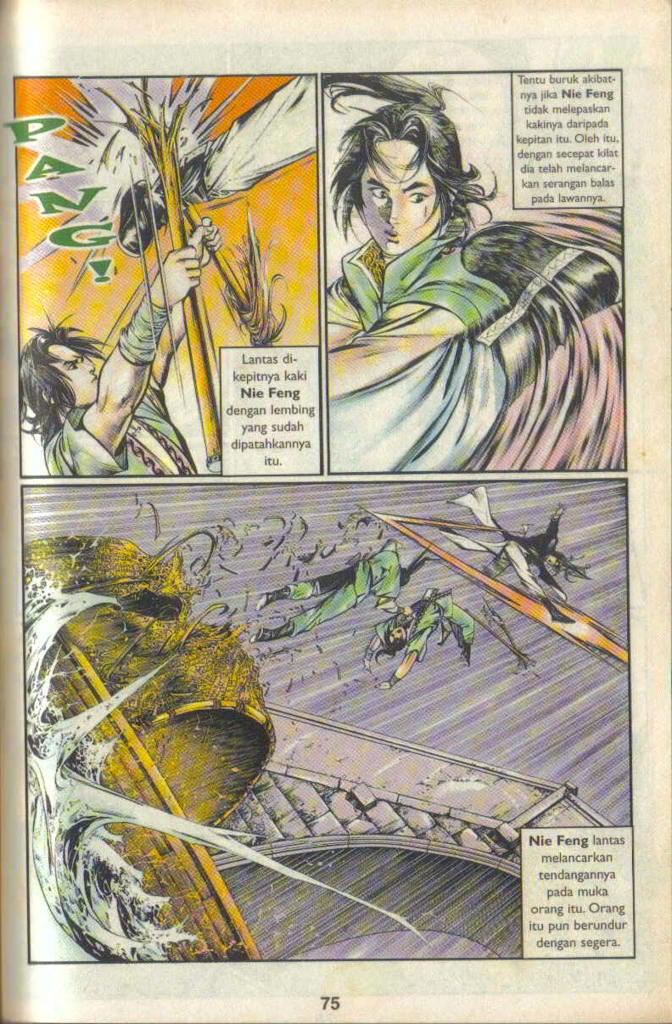 PANG!
Lantas di-
kepitnya kaki
Nie Feng
dengan lembing
yang sudah
dipatahkannya
itu.
Tentu buruk akibat-
nya jika Nie Feng
tidak melepaskan
kakinya daripada
kepitan itu. Oleh itu,
dengan secepat kilat
dia telah melancar-
kan serangan balas
pada lawannya.
Nie Feng lantas
melancarkan
tendangannya
pada muka
orang itu. Orang
itu pun berundur
dengan segera.
75